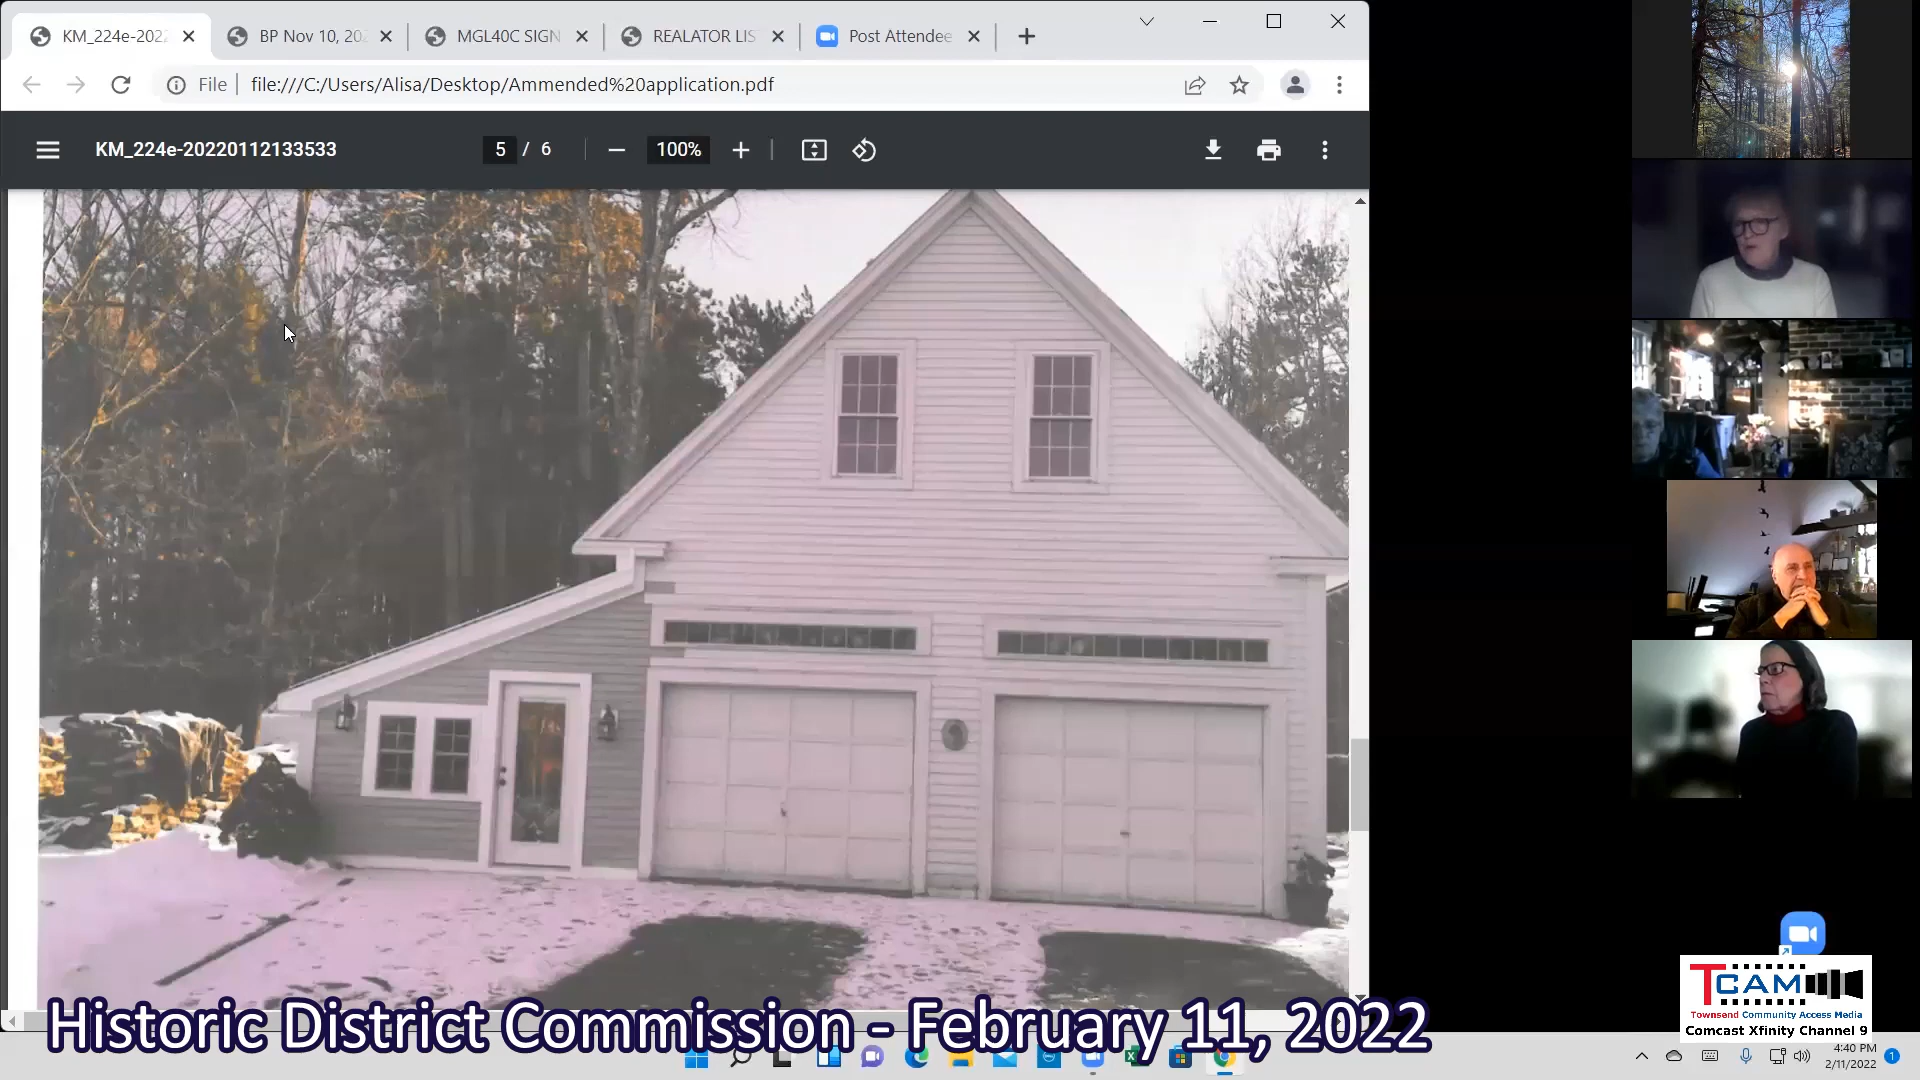 KM_224e-202
BP Nov 10, 202
MGL40C SIGN
REALATOR LIS
Post Attendee
File
file:///C:/Users/Alisa/Desktop/Ammended%20application.pdf
KM_224e-20220112133533
5 / 6
100%
TCAM
Townsend Community Access Media
Comcast Xfinity Channel 9
Historic District Commission - February 11, 2022
4:40 PM
2/11/2022
1